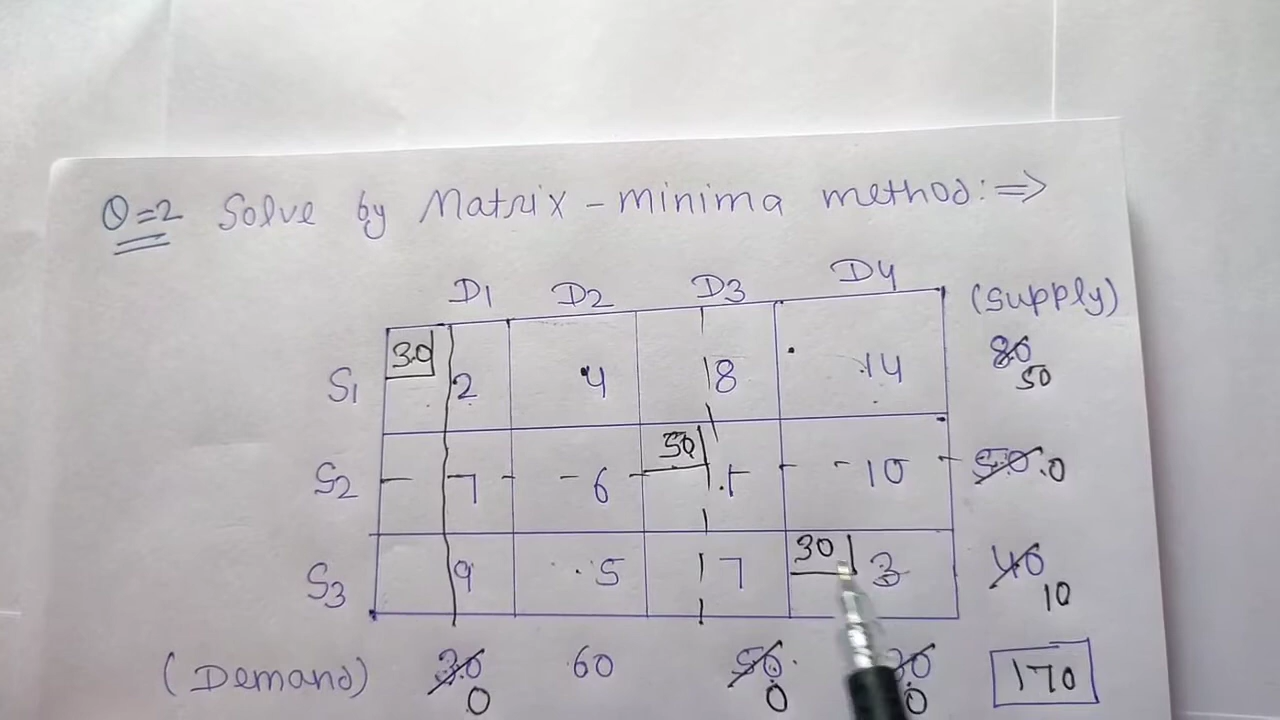 Q=2 Solve by Matrix-minima method:⇒
D1 D2 D3 D4 (Supply)
30 80
S1 2 4 8 14 50
50
S2 7 6 1 10 50 0
30
S3 9 5 7 3 40
10
(Demand) 30 60 50 30 170
0 0 0